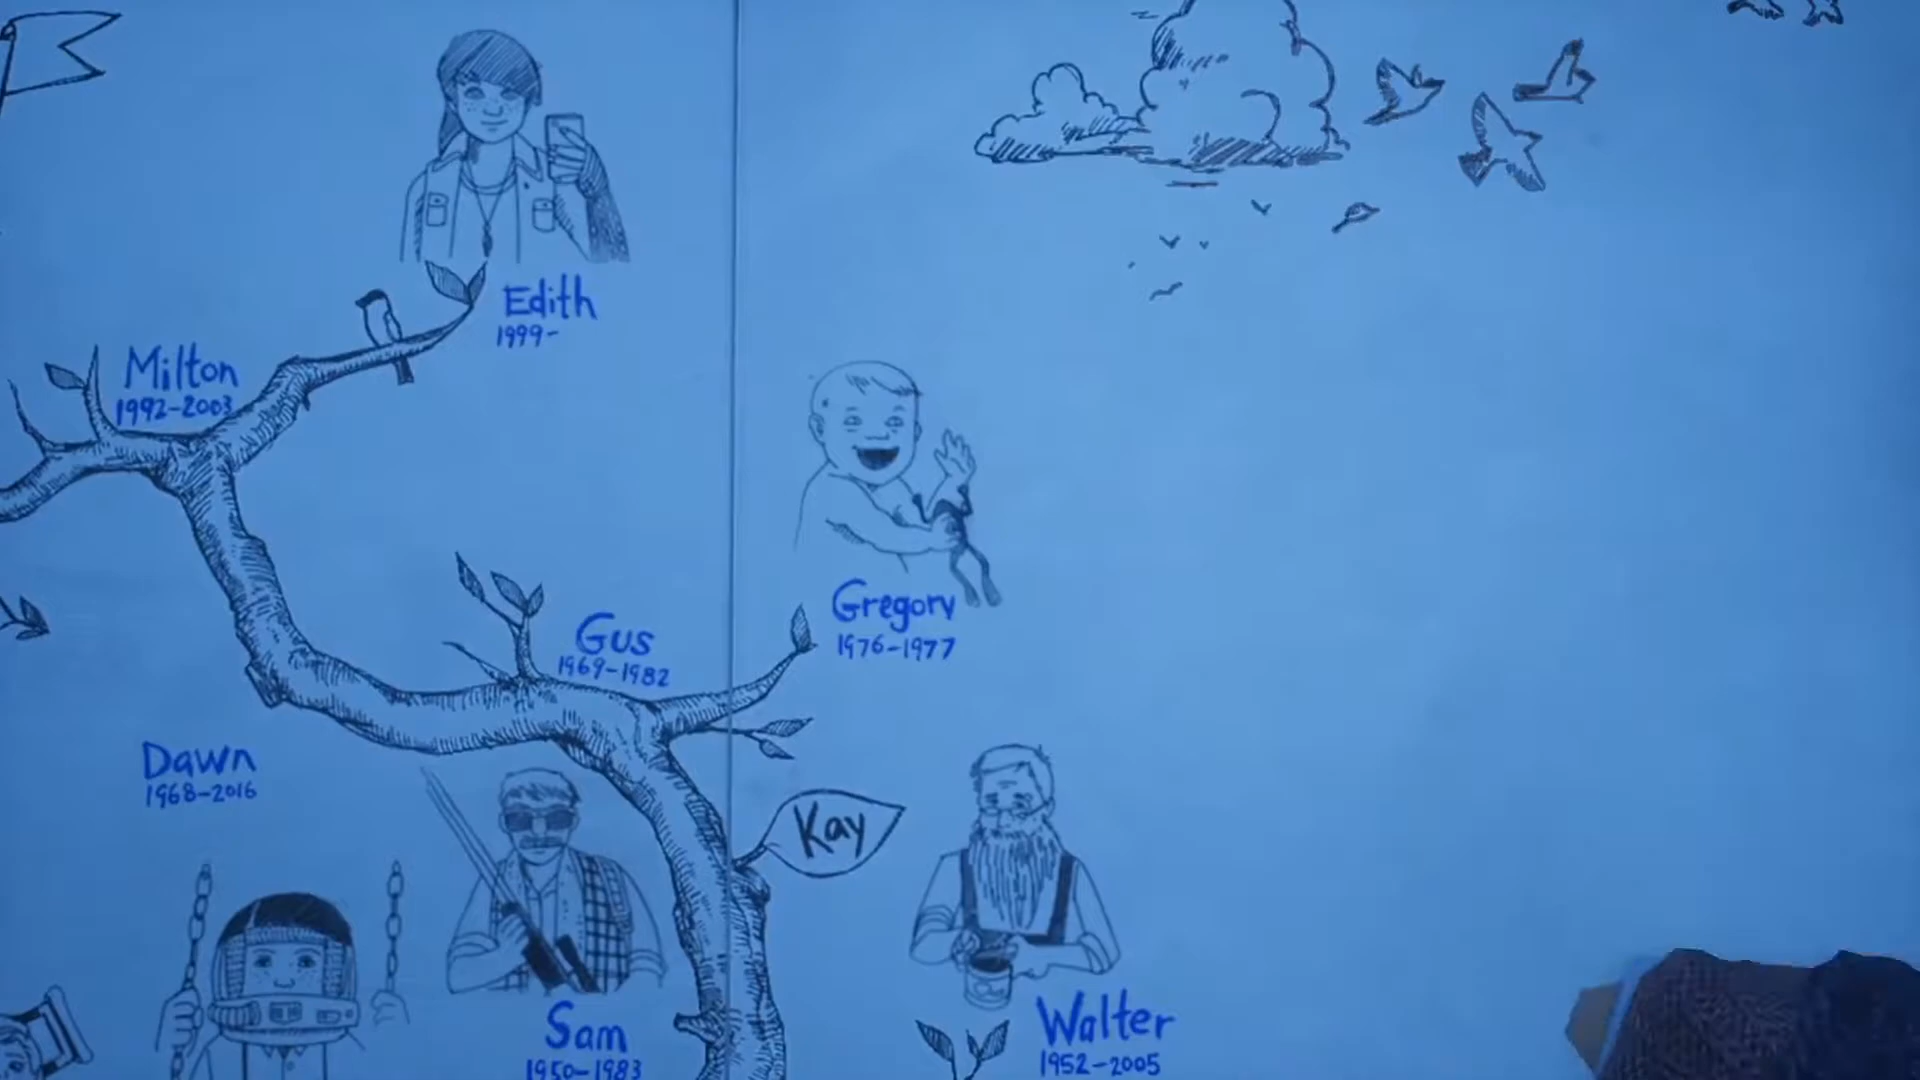 Edith
1999-
Milton
1992-2003
Gregory
1976-1977
Gus
1969-1982
Dawn
1968-2016
Kay
Sam
1950-1983
Walter
1952-2005